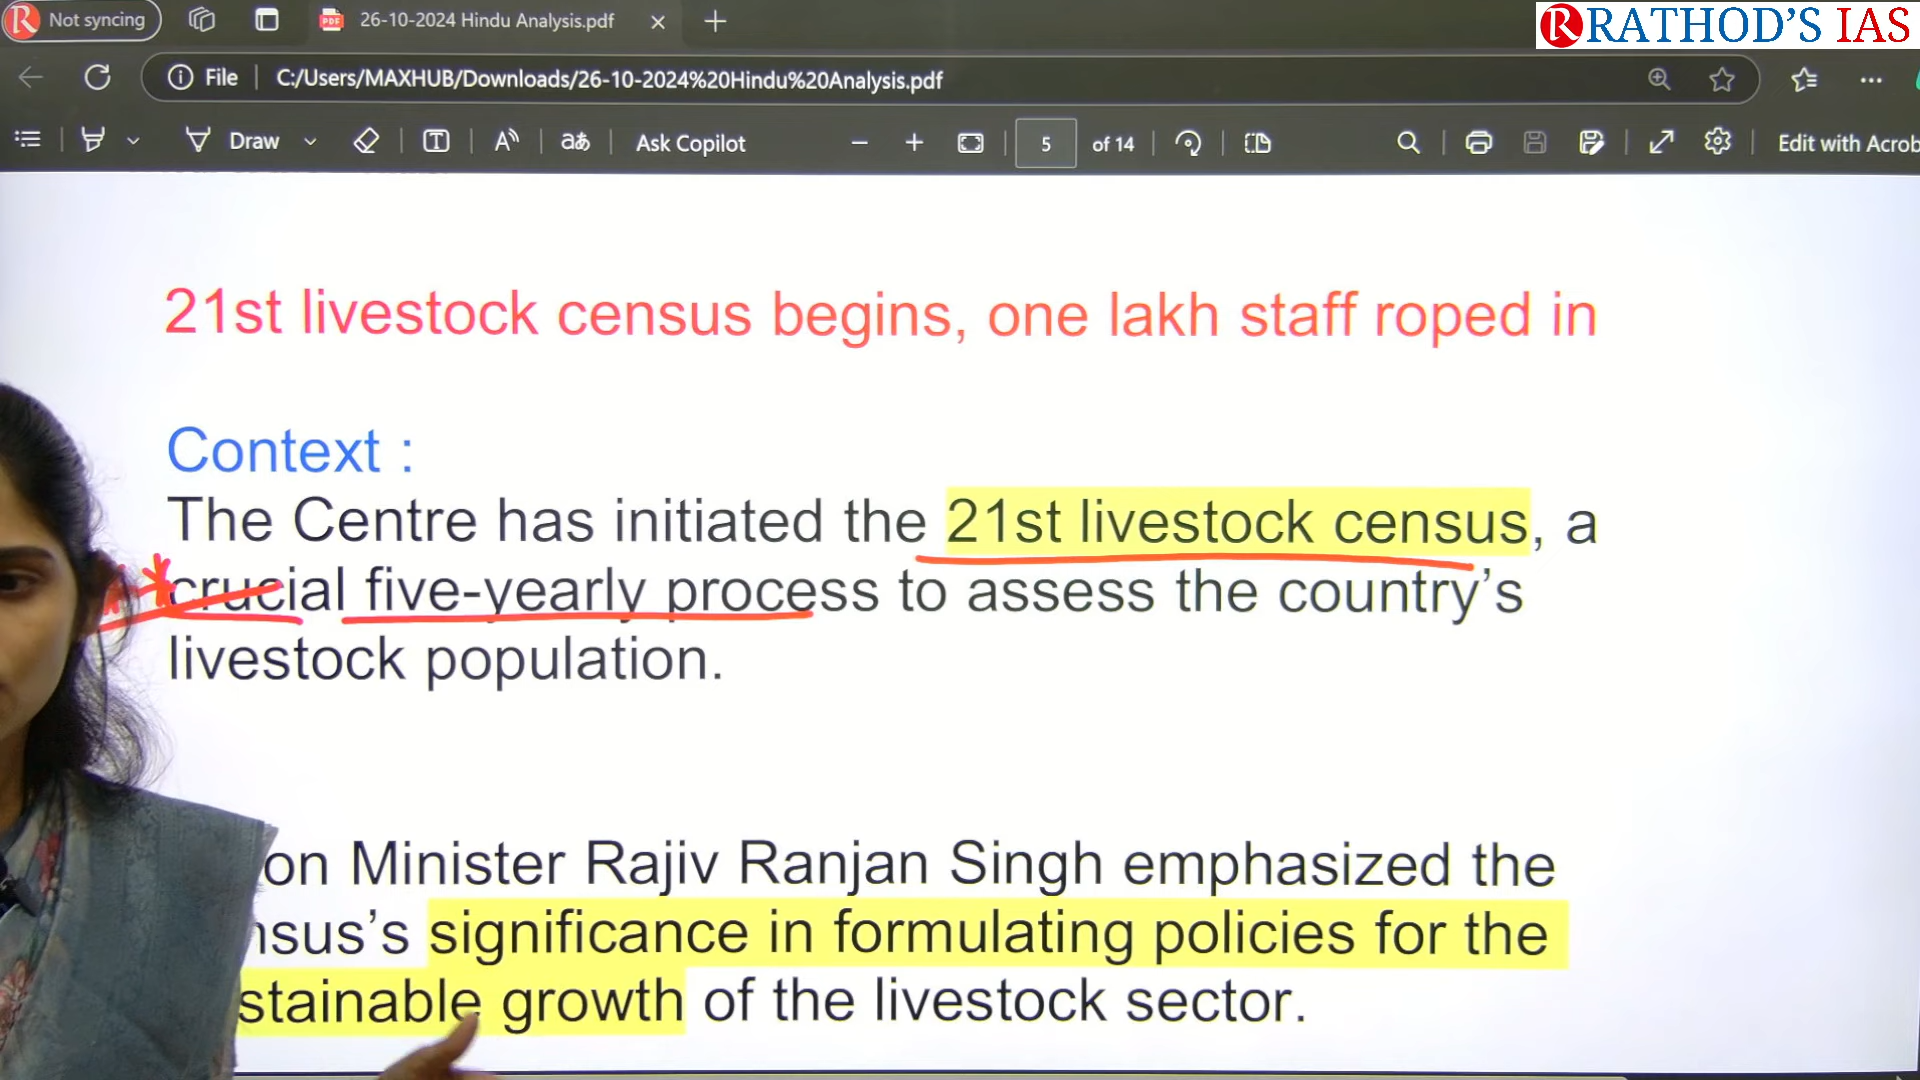 Not syncing
26-10-2024 Hindu Analysis.pdf
RATHOD'S IAS
File
C:/Users/MAXHUB/Downloads/26-10-2024%20Hindu%20Analysis.pdf
Draw
Ask Copilot
5 of 14
Edit with Acrob
21st livestock census begins, one lakh staff roped in
Context :
The Centre has initiated the 21st livestock census, a
crucial five-yearly process to assess the country's
livestock population.
on Minister Rajiv Ranjan Singh emphasized the
nsus's significance in formulating policies for the
stainable growth of the livestock sector.